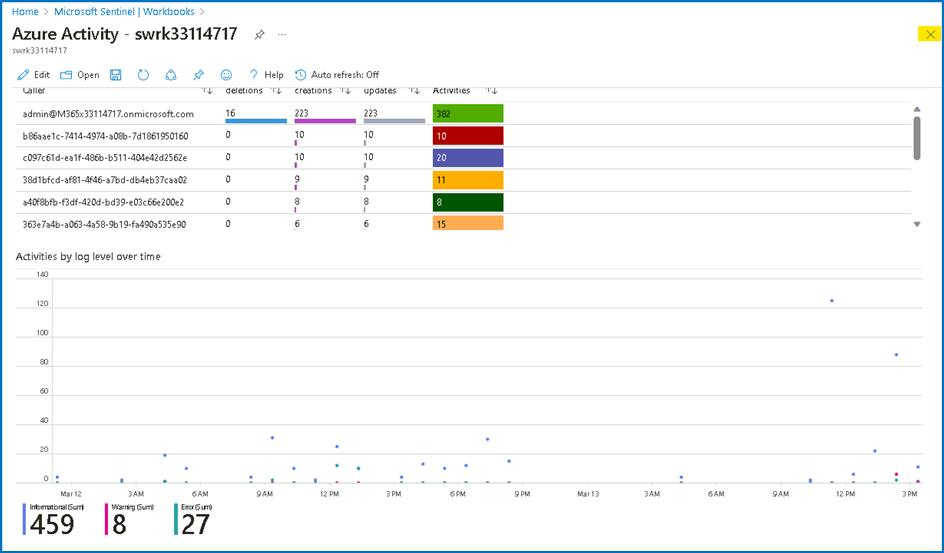 Home > Microsoft Sentinel | Workbooks >
Azure Activity - swrk33114717 ...
swrk33114717
Edit Open Help Auto refresh: Off
Caller deletions creations updates Activities
admin@M365x33114717.onmicrosoft.com 16 223 223 382
b86aae1c-7414-4974-a08b-7d1861950160 0 10 10 10
c097c61d-ea1f-486b-b511-404e42d2562e 0 10 10 20
38d1bfcd-af81-4f46-a7bd-db4eb37caa02 0 9 9 11
a40f8bfb-f3df-420d-bd39-e03c66e200e2 0 8 8 8
363e7a4b-a063-4a58-9b19-fa490a535e90 0 6 6 15
Activities by log level over time
140
120
100
80
60
40
20
0
Mar 12 3 AM 6 AM 9 AM 12 PM 3 PM 6 PM 9 PM Mar 13 3 AM 6 AM 9 AM 12 PM 3 PM
Informational (Sum) Warning (Sum) Error (Sum)
459 8 27